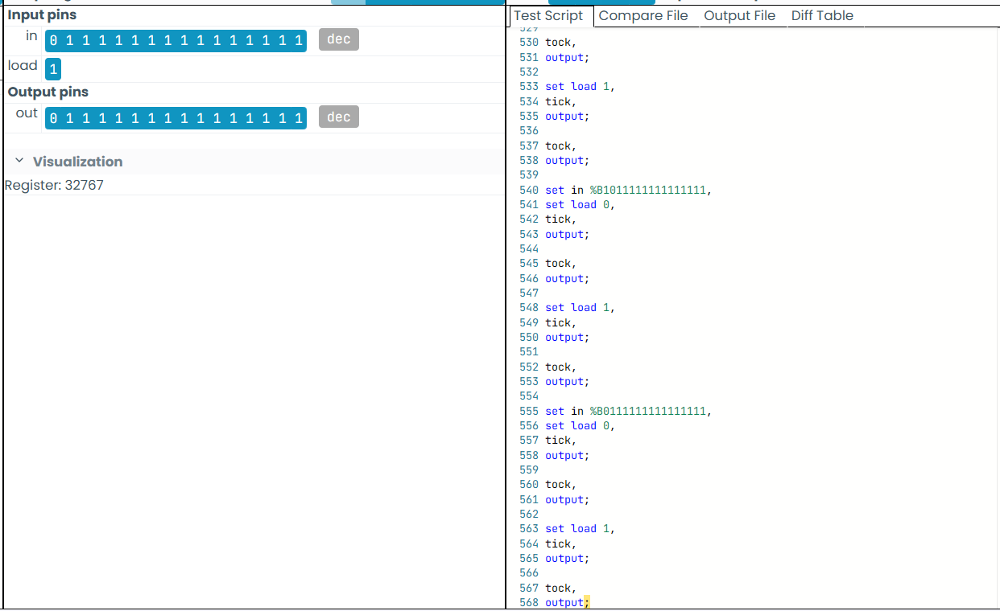 Input pins
in 0 1 1 1 1 1 1 1 1 1 1 1 1 1 1 1 dec
load 1
Output pins
out 0 1 1 1 1 1 1 1 1 1 1 1 1 1 1 1 dec
Visualization
Register: 32767
Test Script Compare File Output File Diff Table
529
530 tock,
531 output;
532
533 set load 1,
534 tick,
535 output;
536
537 tock,
538 output;
539
540 set in %B1011111111111111,
541 set load 0,
542 tick,
543 output;
544
545 tock,
546 output;
547
548 set load 1,
549 tick,
550 output;
551
552 tock,
553 output;
554
555 set in %B0111111111111111,
556 set load 0,
557 tick,
558 output;
559
560 tock,
561 output;
562
563 set load 1,
564 tick,
565 output;
566
567 tock,
568 output;